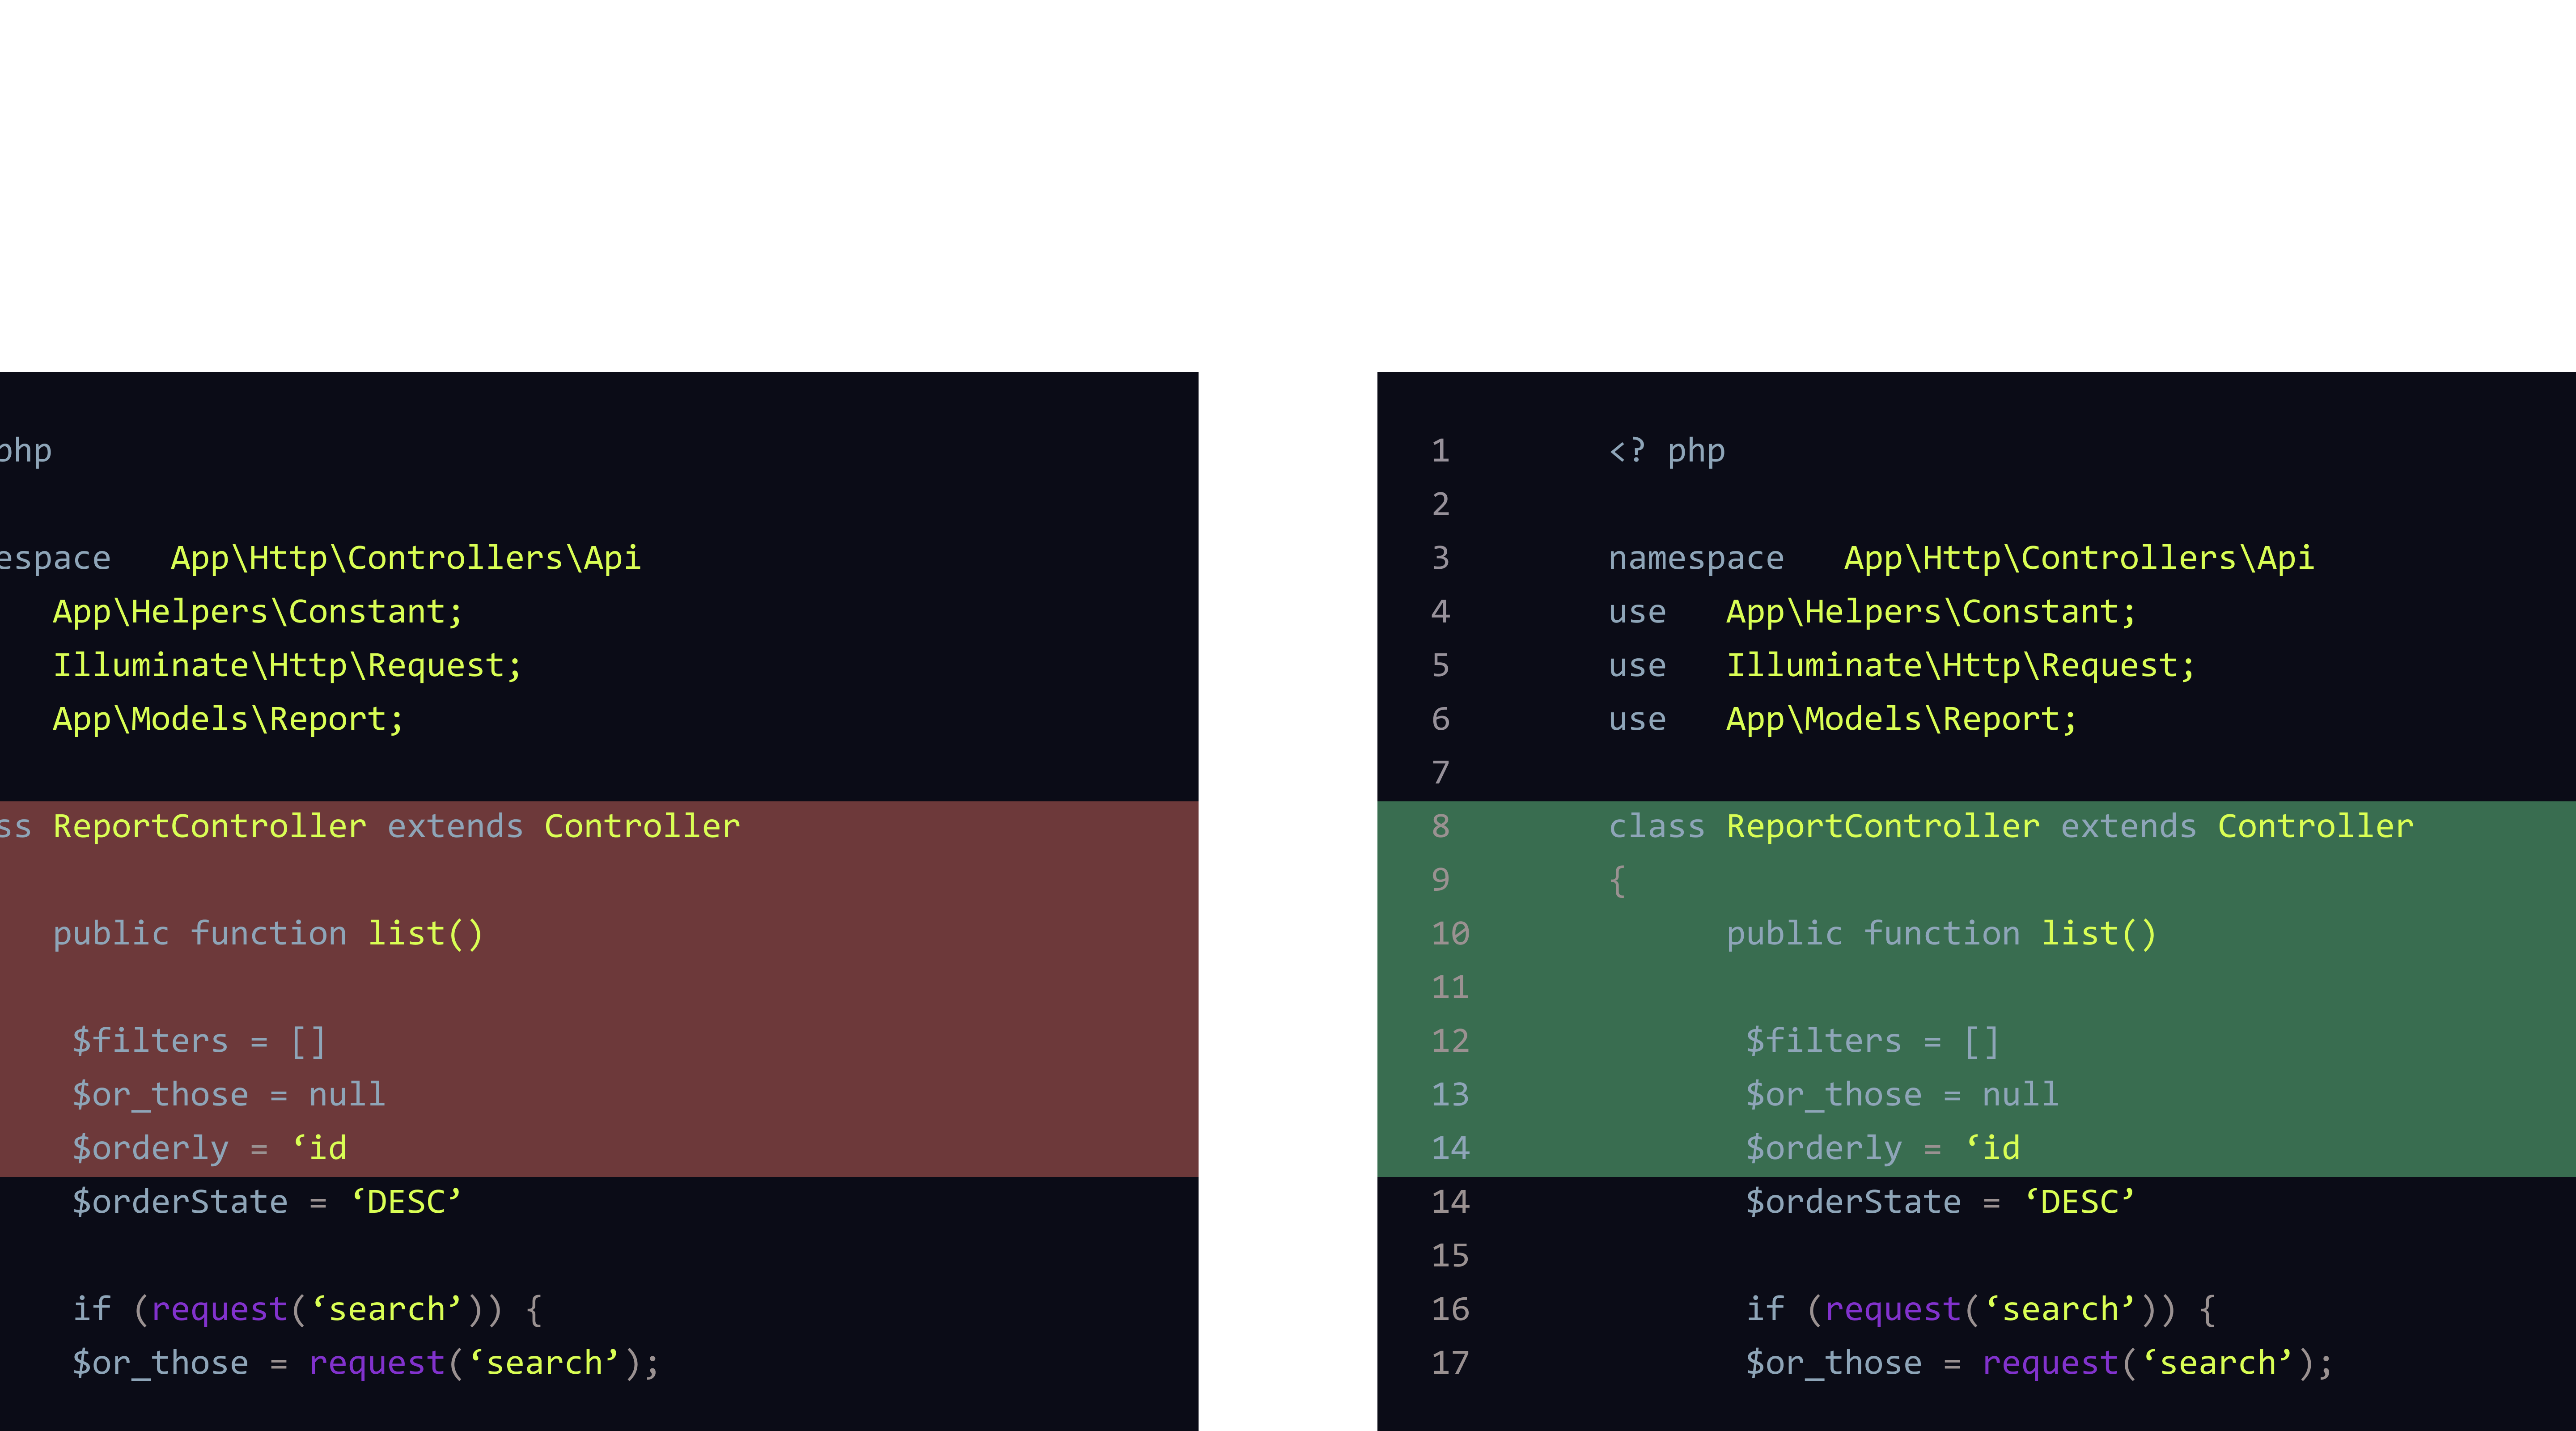 php
espace   App\Http\Controllers\Api
App\Helpers\Constant;
Illuminate\Http\Request;
App\Models\Report;
ss ReportController extends Controller
public function list()
$filters = []
$or_those = null
$orderly = ‘id
$orderState = ‘DESC’
if (request(‘search’)) {
$or_those = request(‘search’);
1 <? php
2
3 namespace   App\Http\Controllers\Api
4 use   App\Helpers\Constant;
5 use   Illuminate\Http\Request;
6 use   App\Models\Report;
7
8 class ReportController extends Controller
9 {
10 public function list()
11
12 $filters = []
13 $or_those = null
14 $orderly = ‘id
14 $orderState = ‘DESC’
15
16 if (request(‘search’)) {
17 $or_those = request(‘search’);